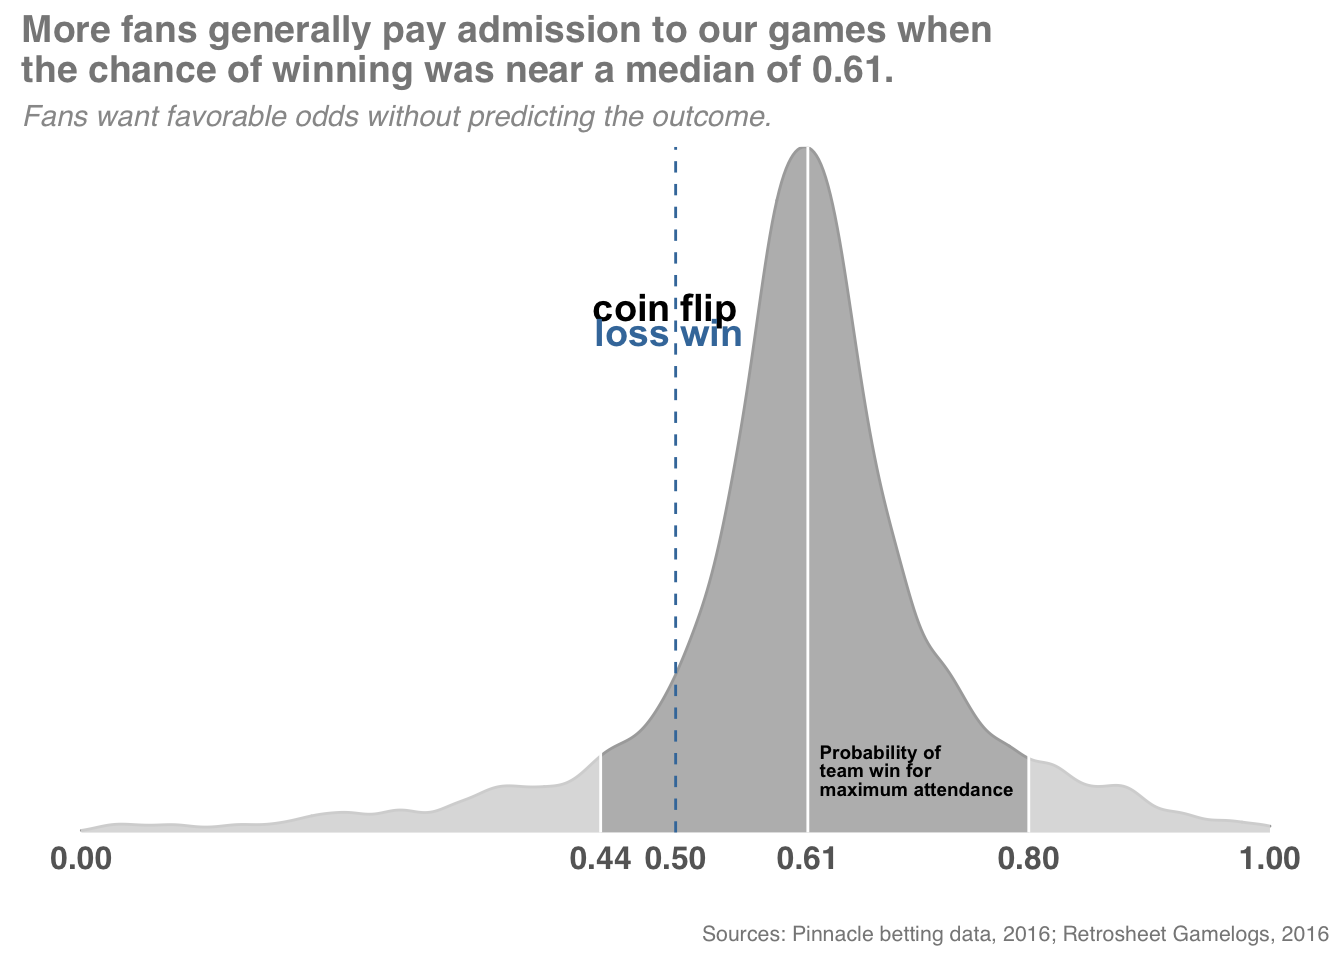 More fans generally pay admission to our games when
the chance of winning was near a median of 0.61.
Fans want favorable odds without predicting the outcome.
coin flip
loss win
Probability of
team win for
maximum attendance
0.00 0.44 0.50 0.61 0.80 1.00
Sources: Pinnacle betting data, 2016; Retrosheet Gamelogs, 2016